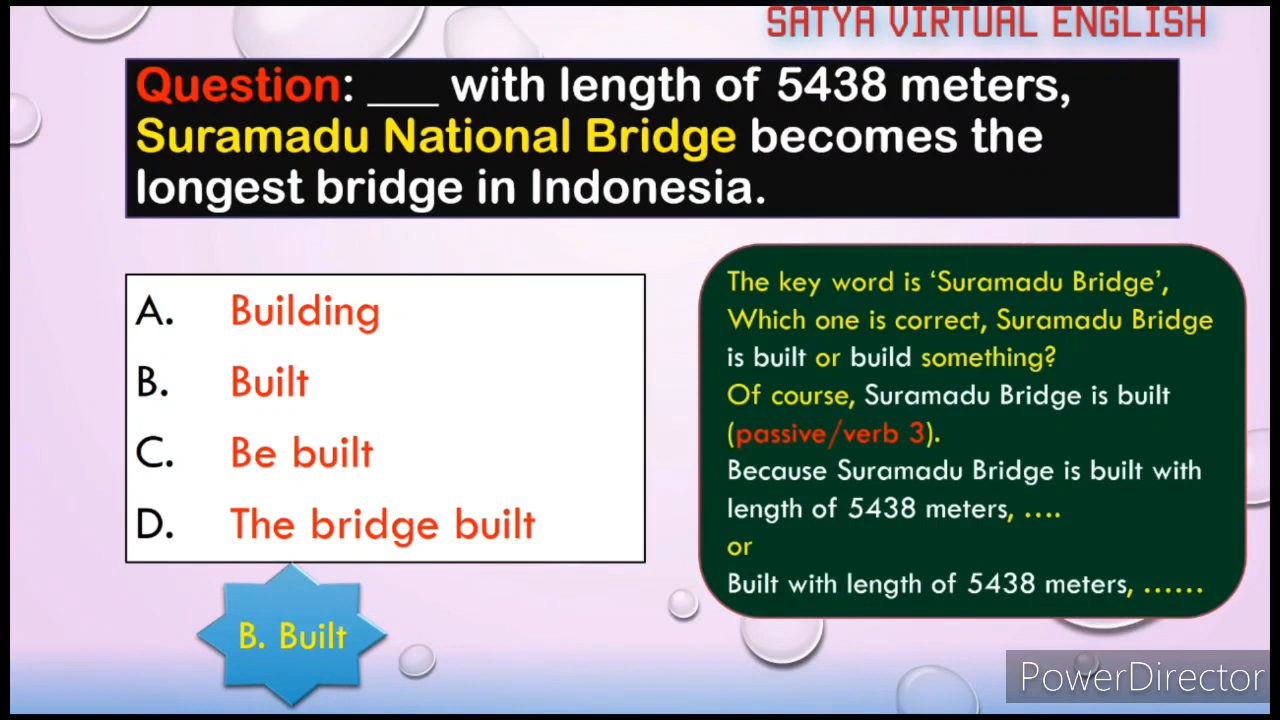 SATYA VIRTUAL ENGLISH
Question: ___ with length of 5438 meters,
Suramadu National Bridge becomes the
longest bridge in Indonesia.
A. Building
B. Built
C. Be built
D. The bridge built
B. Built
The key word is ‘Suramadu Bridge’,
Which one is correct, Suramadu Bridge
is built or build something?
Of course, Suramadu Bridge is built
(passive/verb 3).
Because Suramadu Bridge is built with
length of 5438 meters, ....
or
Built with length of 5438 meters, ......
PowerDirector